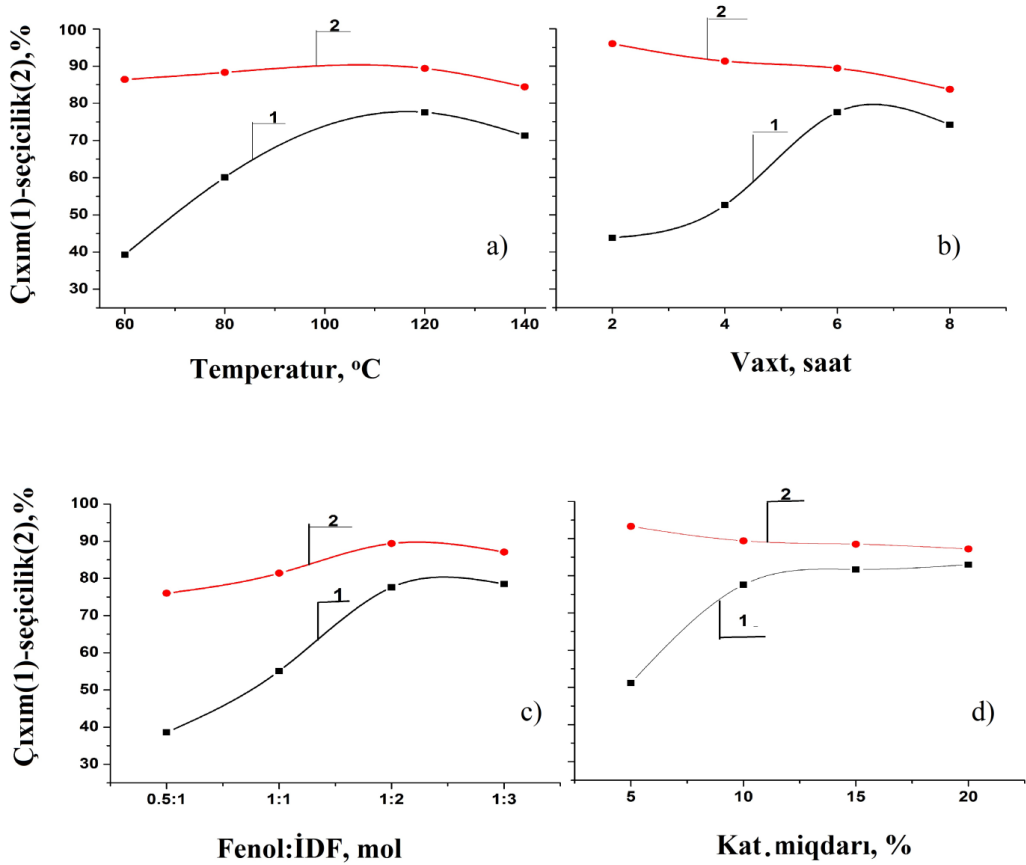 Çıxım(1)-seçicilik(2),%
100
90
80
70
60
50
40
30
2
1
a)
60 80 100 120 140
Temperatur, °C
2
1
b)
2 4 6 8
Vaxt, saat
Çıxım(1)-seçicilik(2),%
100
90
80
70
60
50
40
30
2
1
c)
0.5:1 1:1 1:2 1:3
Fenol:İDF, mol
2
1
d)
5 10 15 20
Kat.miqdarı, %